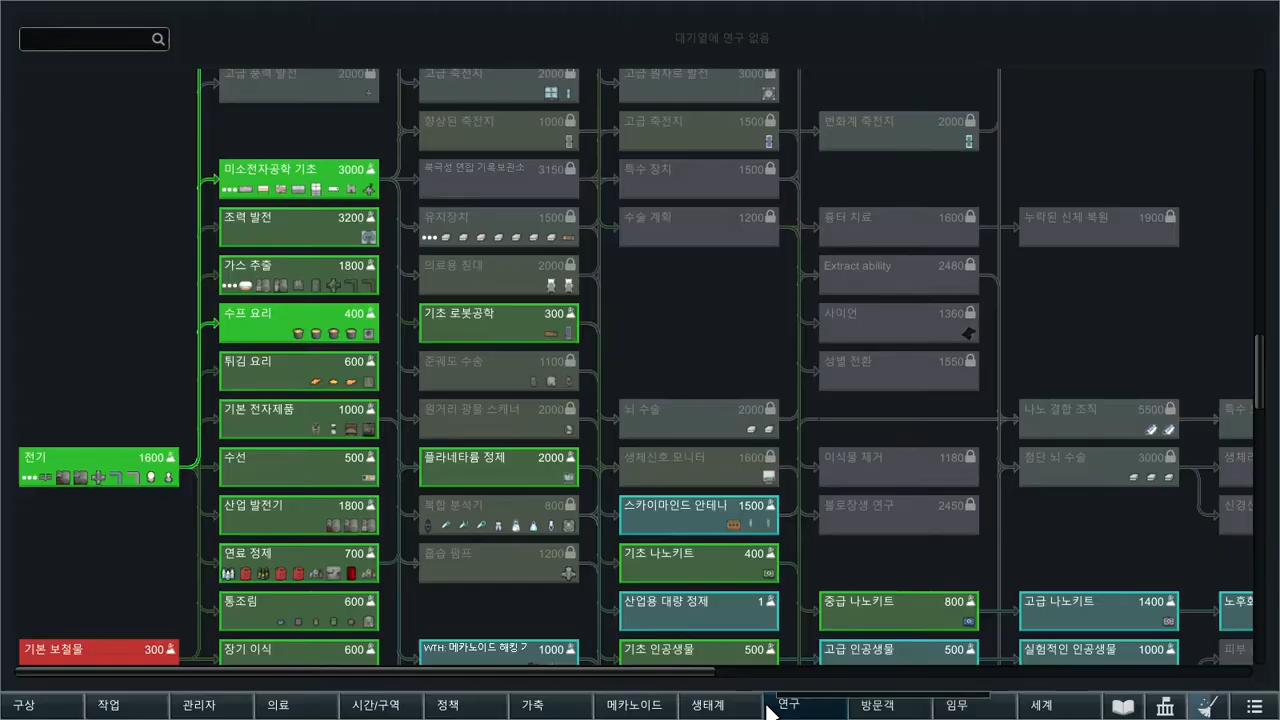 대기열에 연구 없음
고급 풍력 발전 2000
고급 축전지 2000
고급 원자로 발전 3000
향상된 축전지 1000
고급 축전지 1500
변화계 축전지 2000
미소전자공학 기초 3000
북극성 연합 기록보관소 3150
특수 장치 1500
조력 발전 3200
유지장치 1500
수술 계획 1200
흉터 치료 1600
누락된 신체 복원 1900
가스 추출 1800
의료용 침대 2000
Extract ability 2480
수프 요리 400
기초 로봇공학 300
사이언 1360
튀김 요리 600
준궤도 수송 1100
성별 전환 1550
기본 전자제품 1000
원거리 광물 스캐너 2000
뇌 수술 2000
나노 결합 조직 5500
특수
전기 1600
수선 500
플라네타륨 정제 2000
생체신호 모니터 1600
이식물 제거 1180
첨단 뇌 수술 3000
생체
산업 발전기 1800
복합 분석기 800
스카이마인드 안테나 1500
불로장생 연구 2450
신경
연료 정제 700
흡습 펌프 1200
기초 나노키트 400
통조림 600
산업용 대량 정제 1
중급 나노키트 800
고급 나노키트 1400
노후화
기본 보철물 300
장기 이식 600
WTH: 메카노이드 해킹 7 1000
기초 인공생물 500
고급 인공생물 500
실험적인 인공생물 1000
피부
구상 작업 관리자 의료 시간/구역 정책 가축 메카노이드 생태계 연구 방문객 임무 세계